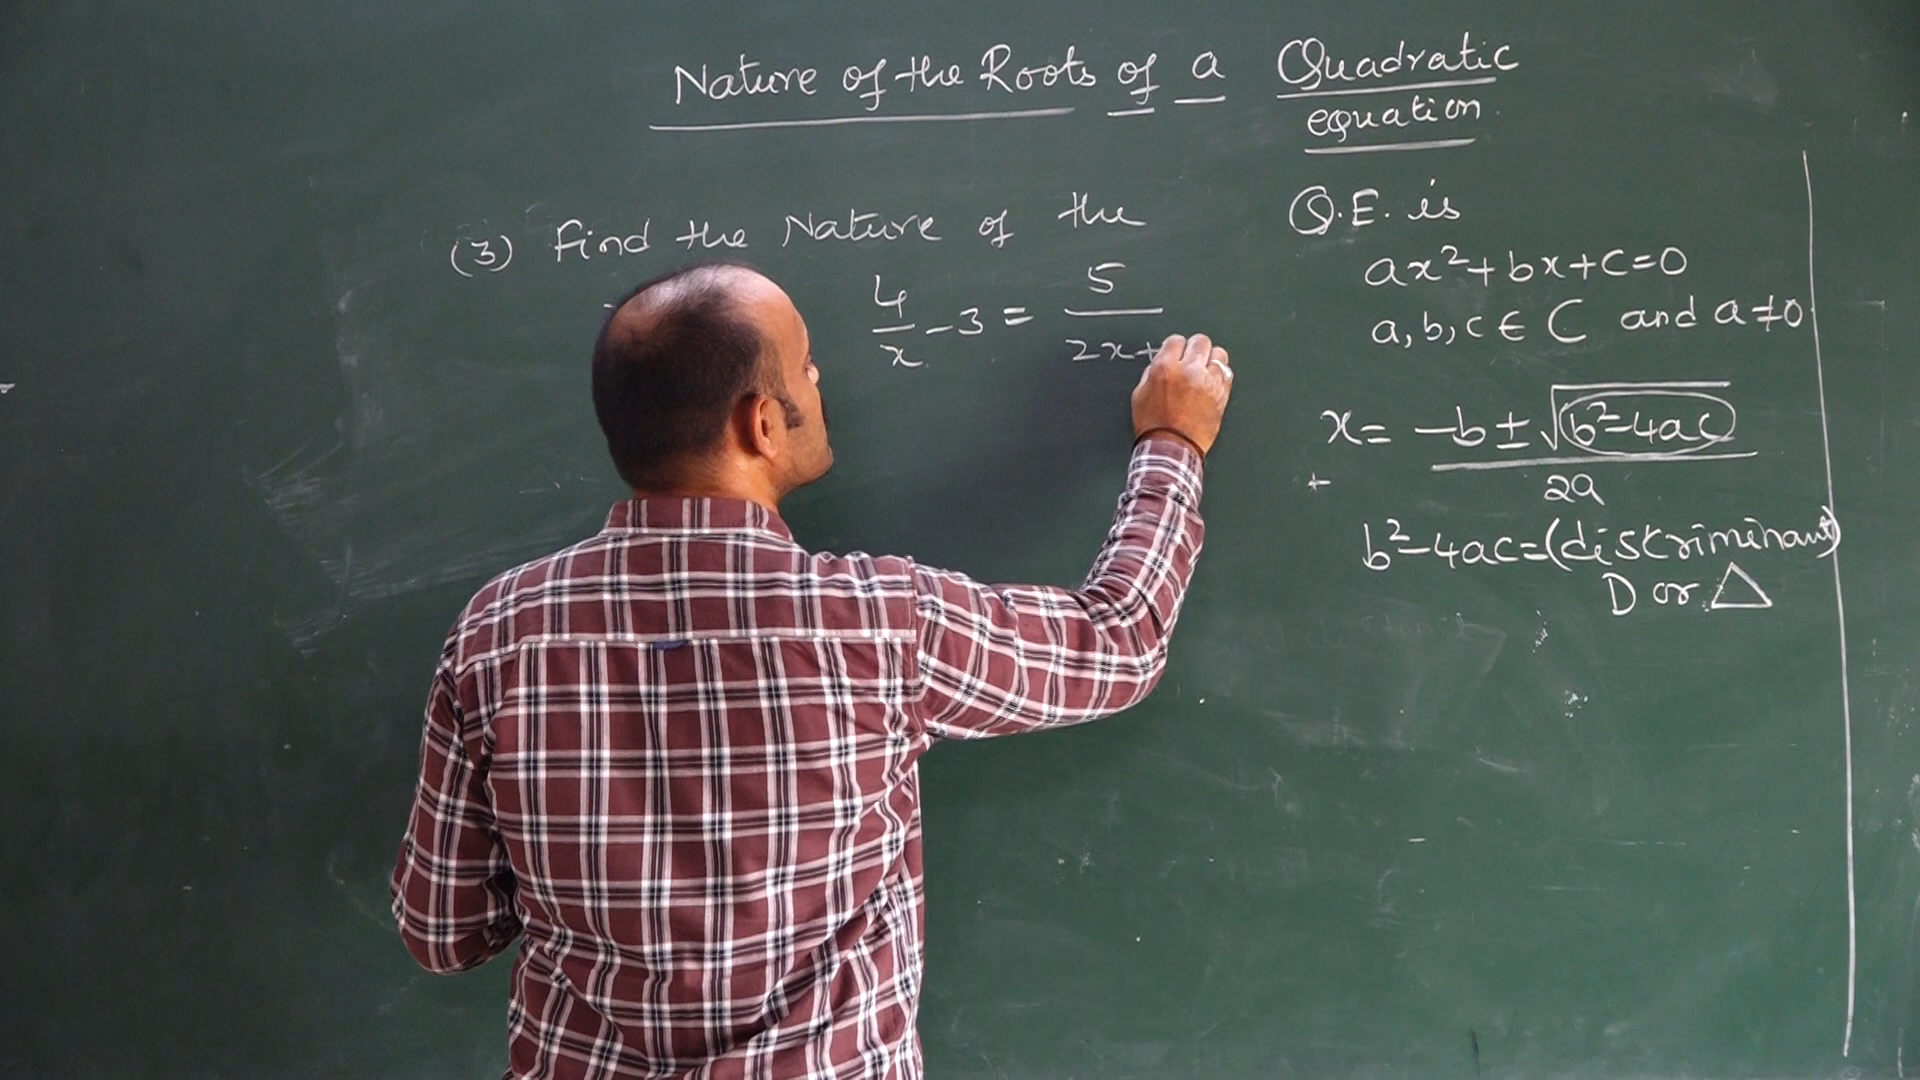 Nature of the Roots of a Quadratic
equation.
(3) Find the Nature of the
4/x - 3 = 5/2x+
Q.E. is
ax²+bx+c=0
a, b, c ∈ C and a≠0
x = -b±√b²-4ac/2a
+
b²-4ac=(discriminant)
D or △